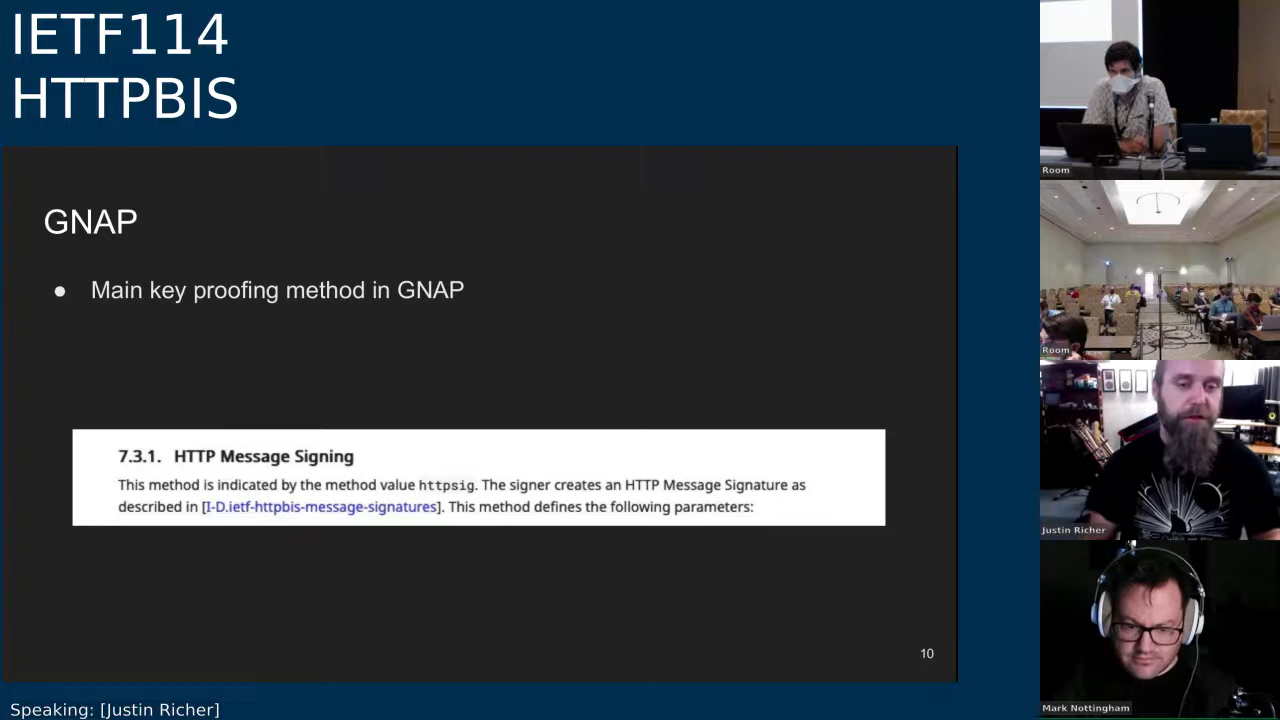 IETF114
HTTPBIS
GNAP
● Main key proofing method in GNAP
7.3.1. HTTP Message Signing
This method is indicated by the method value httpsig. The signer creates an HTTP Message Signature as
described in [I-D.ietf-httpbis-message-signatures]. This method defines the following parameters:
10
Speaking: [Justin Richer]
Room
Room
Justin Richer
Mark Nottingham